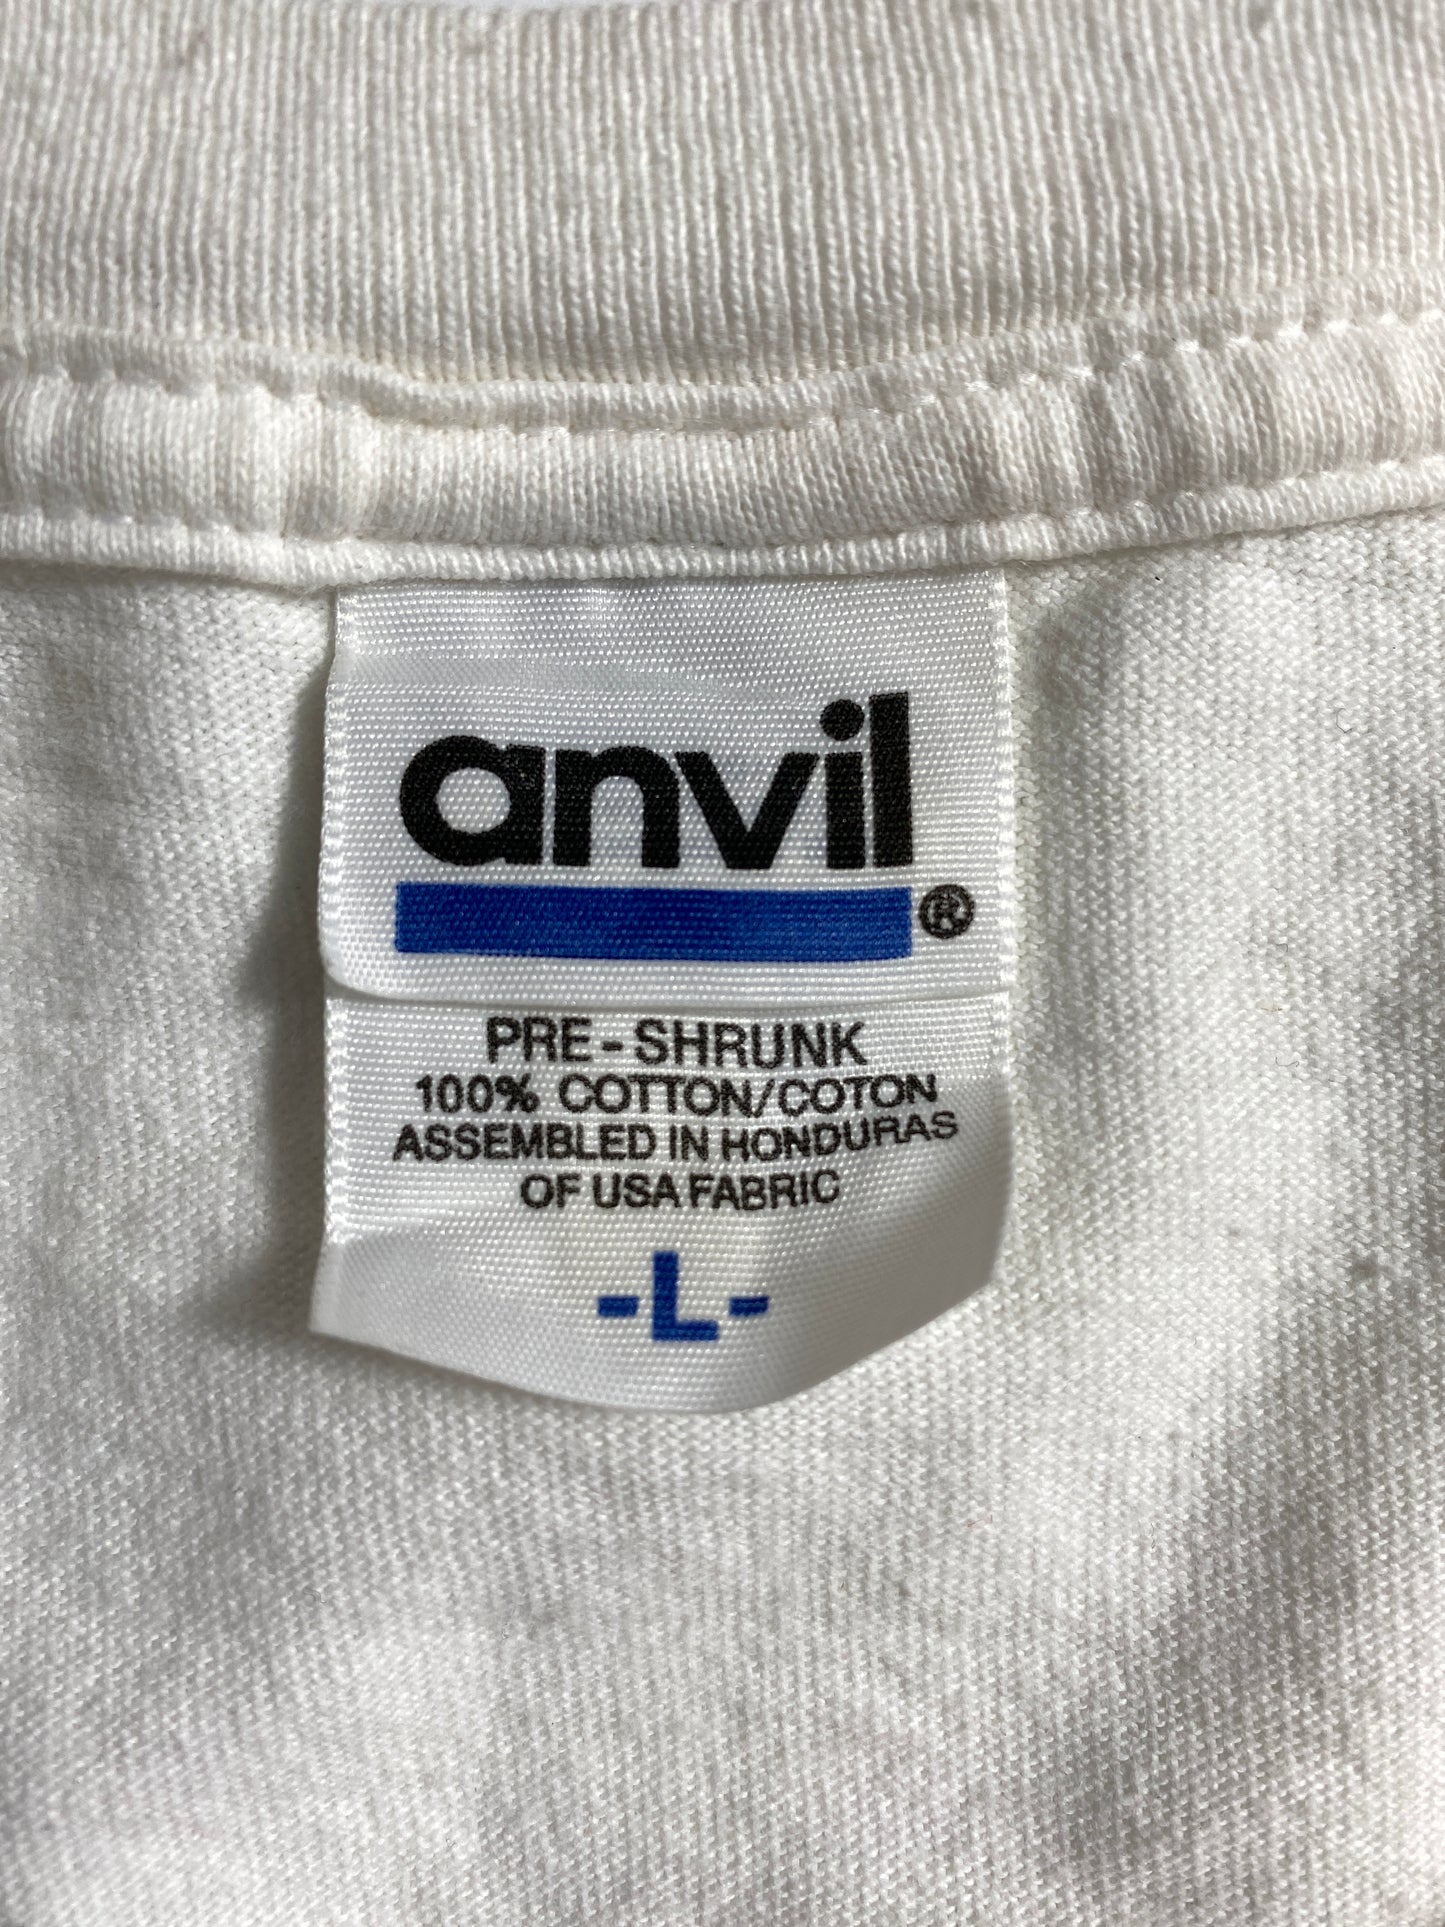 anvil
®
PRE-SHRUNK
100% COTTON/COTON
ASSEMBLED IN HONDURAS
OF USA FABRIC
-L-